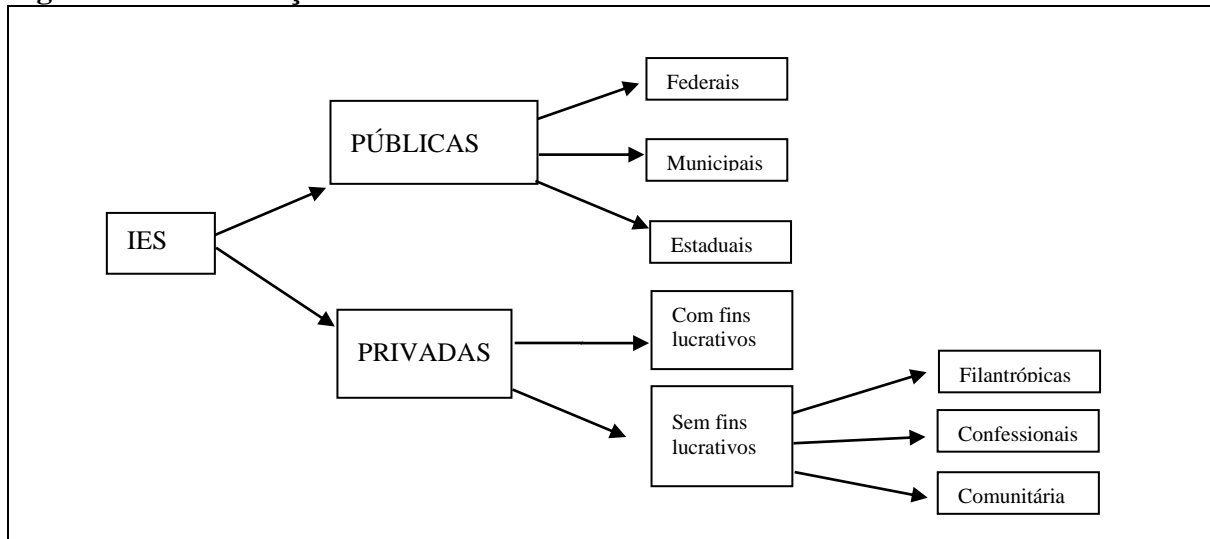 IES
PÚBLICAS
Federais
Municipais
Estaduais
PRIVADAS
Com fins
lucrativos
Sem fins
lucrativos
Filantrópicas
Confessionais
Comunitária